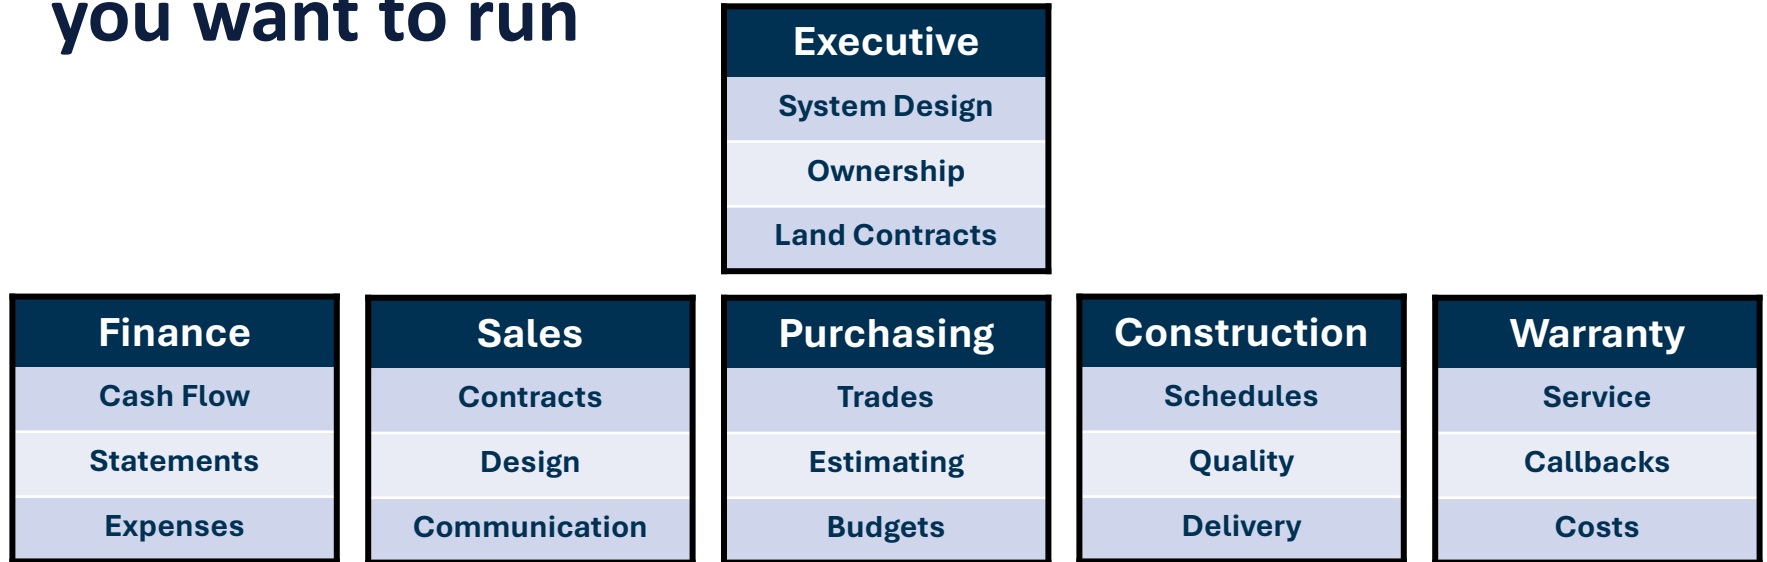 you want to run
Executive
System Design
Ownership
Land Contracts
Finance
Cash Flow
Statements
Expenses
Sales
Contracts
Design
Communication
Purchasing
Trades
Estimating
Budgets
Construction
Schedules
Quality
Delivery
Warranty
Service
Callbacks
Costs